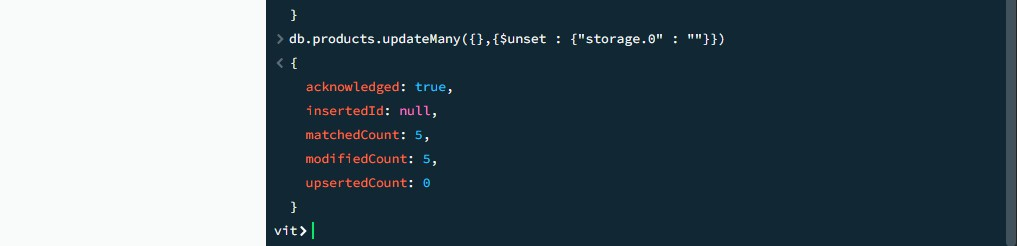 }
> db.products.updateMany({},{$unset : {"storage.0" : ""}})
< {
acknowledged: true,
insertedId: null,
matchedCount: 5,
modifiedCount: 5,
upsertedCount: 0
}
vit>